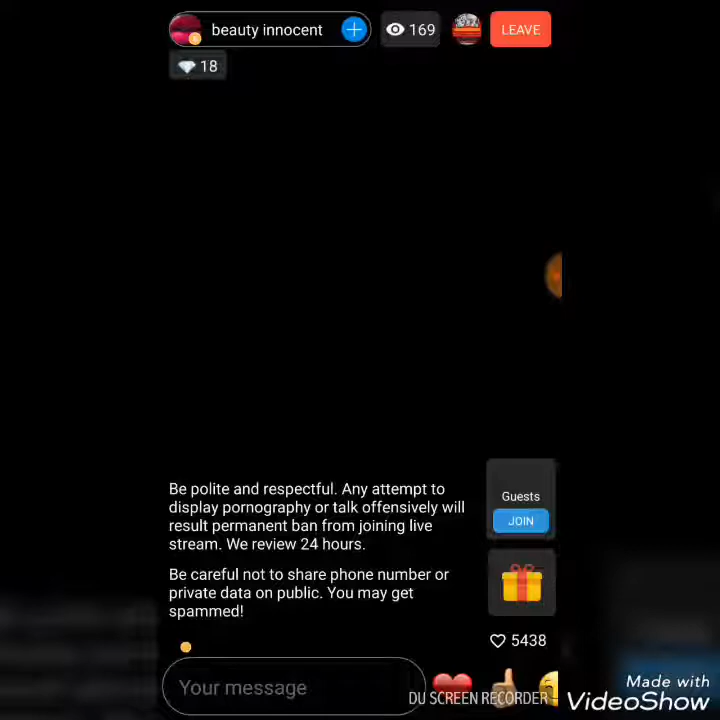 beauty innocent
169
LEAVE
18
Be polite and respectful. Any attempt to
display pornography or talk offensively will
result permanent ban from joining live
stream. We review 24 hours.
Guests
JOIN
Be careful not to share phone number or
private data on public. You may get
spammed!
5438
Your message
DU SCREEN RECORDER
Made with
VideoShow